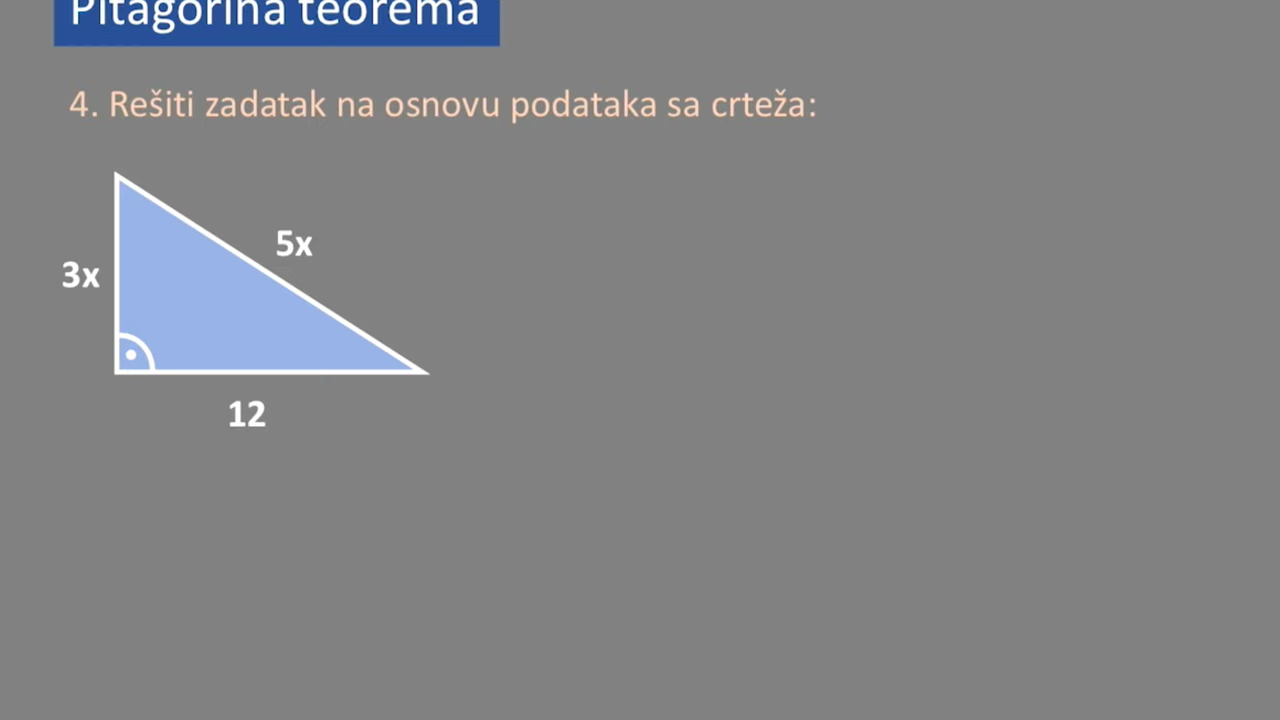 Pitagorina teorema
4. Rešiti zadatak na osnovu podataka sa crteža:
5x
3x
12